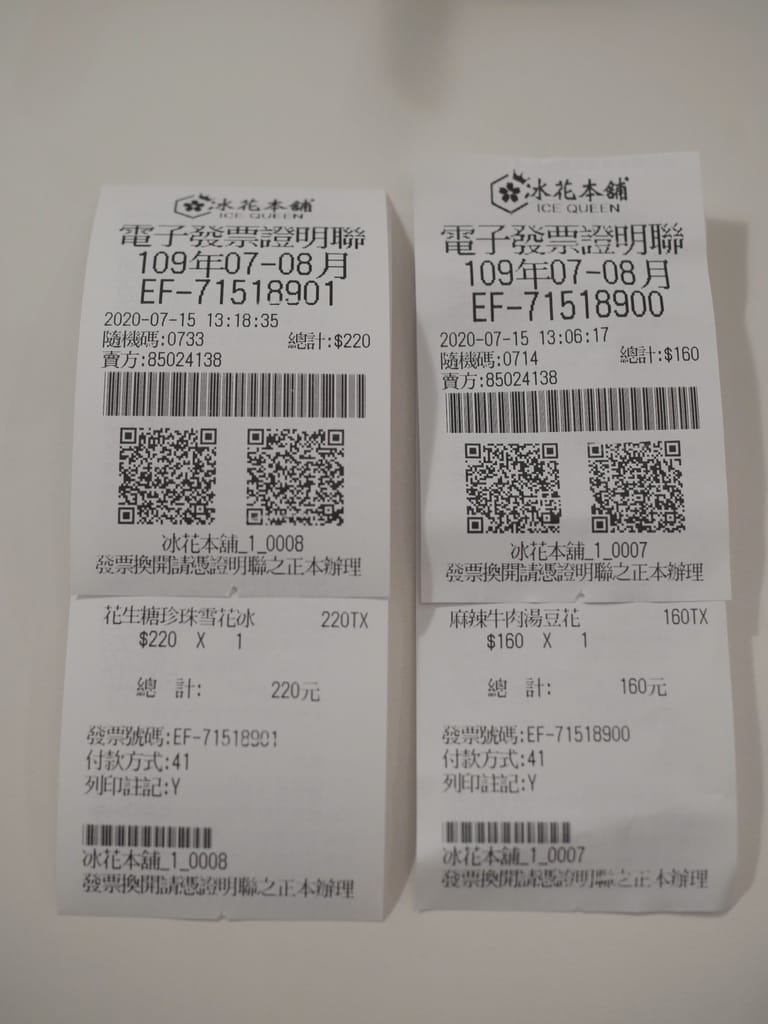 冰花本舖
ICE QUEEN
電子發票證明聯
109年07-08月
EF-71518901
2020-07-15 13:18:35
隨機碼:0733 總計:$220
賣方:85024138
冰花本舖_1_0008
發票換開請憑證明聯之正本辦理
花生糖珍珠雪花冰 220TX
$220 X 1
總 計: 220元
發票號碼:EF-71518901
付款方式:41
列印註記:Y
冰花本舖_1_0008
發票換開請憑證明聯之正本辦理
冰花本舖
ICE QUEEN
電子發票證明聯
109年07-08月
EF-71518900
2020-07-15 13:06:17
隨機碼:0714 總計:$160
賣方:85024138
冰花本舖_1_0007
發票換開請憑證明聯之正本辦理
麻辣牛肉湯豆花 160TX
$160 X 1
總 計: 160元
發票號碼:EF-71518900
付款方式:41
列印註記:Y
冰花本舖_1_0007
發票換開請憑證明聯之正本辦理